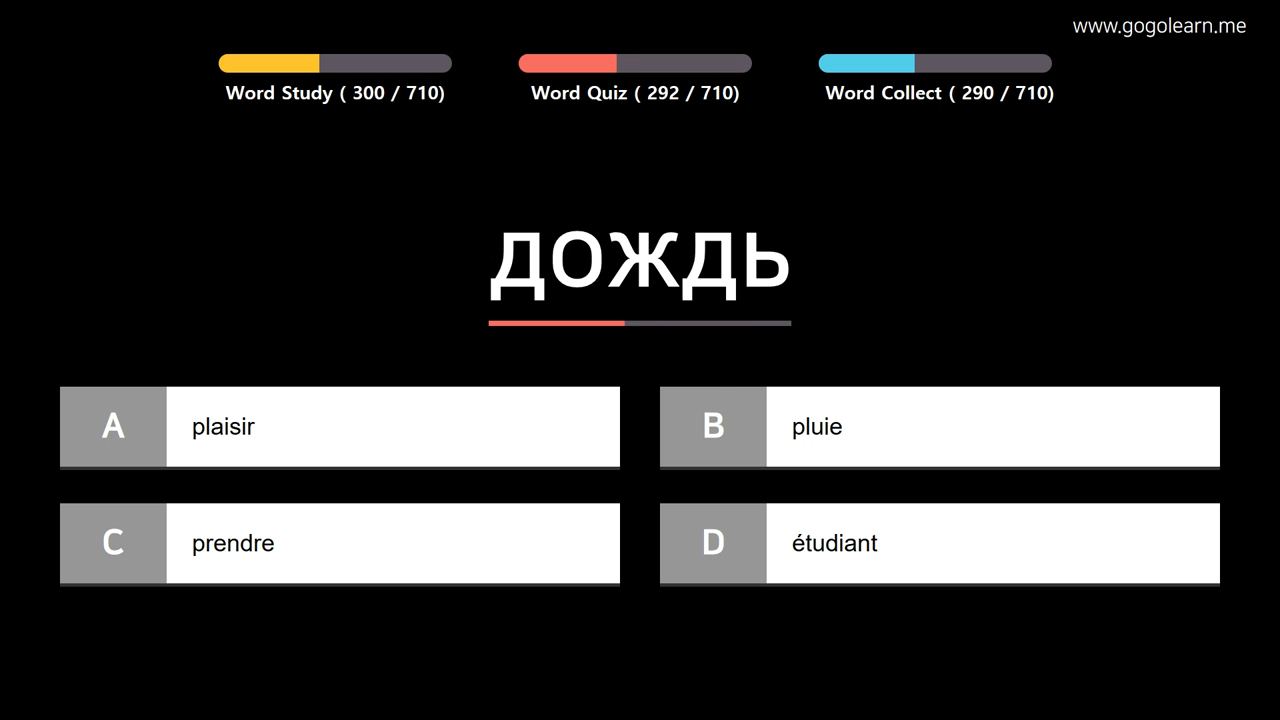 www.gogolearn.me
Word Study ( 300 / 710)
Word Quiz ( 292 / 710)
Word Collect ( 290 / 710)
дождь
A plaisir
B pluie
C prendre
D étudiant